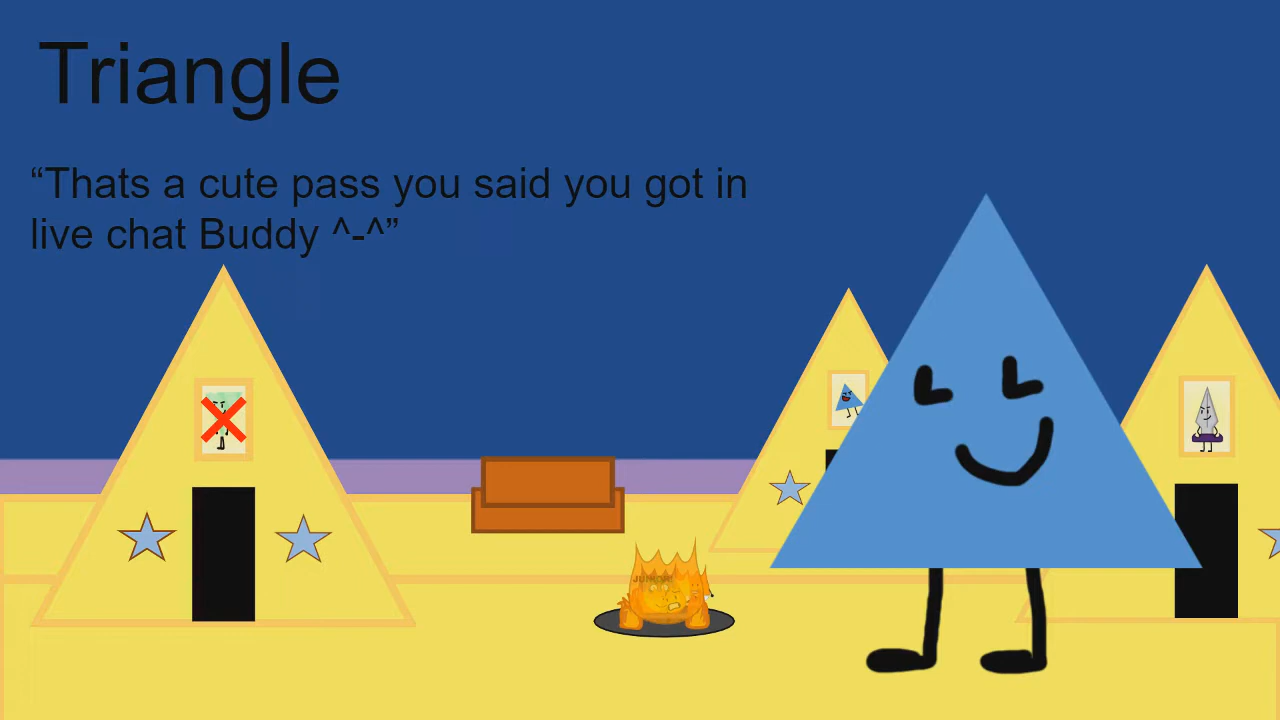 Triangle
“Thats a cute pass you said you got in
live chat Buddy ^-^”